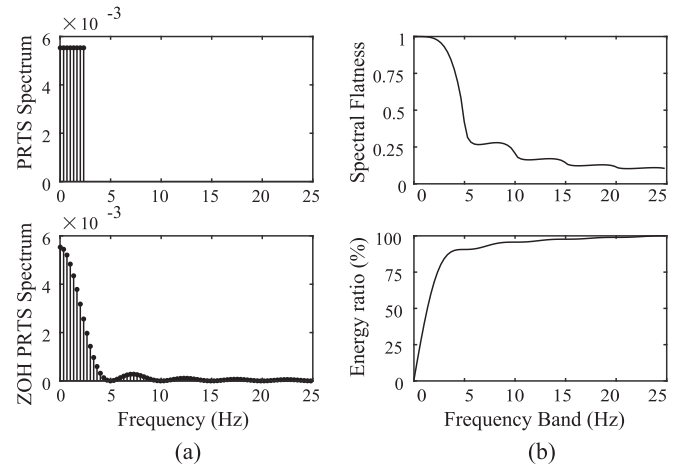 × 10 -3
PRTS Spectrum
6
4
2
0
0 5 10 15 20 25
× 10 -3
ZOH PRTS Spectrum
6
4
2
0
0 5 10 15 20 25
Frequency (Hz)
(a)
Spectral Flatness
1
0.75
0.5
0.25
0
0 5 10 15 20 25
Energy ratio (%)
100
75
50
25
0
0 5 10 15 20 25
Frequency Band (Hz)
(b)